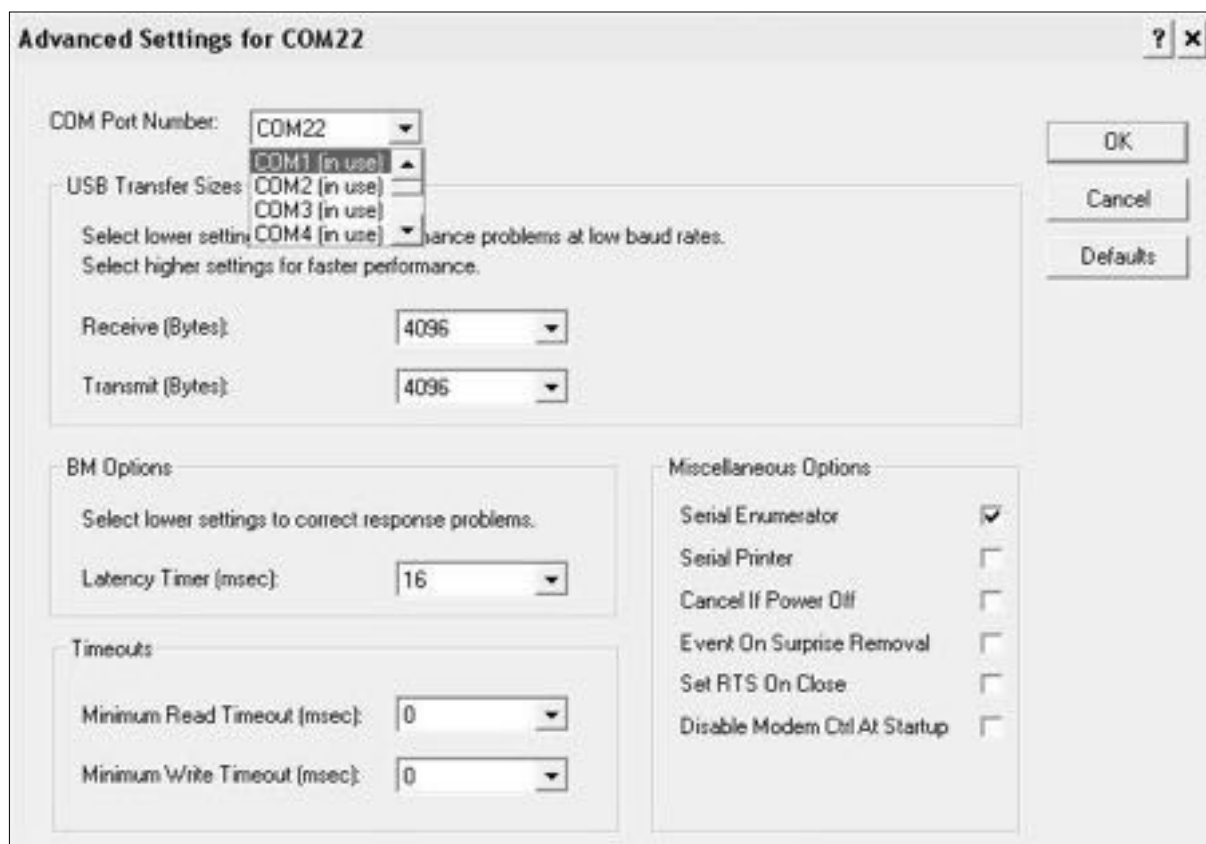 Advanced Settings for COM22
? ×
COM Port Number: COM22
COM1 (in use)
COM2 (in use)
COM3 (in use)
COM4 (in use)
OK
Cancel
Defaults
USB Transfer Sizes
Select lower setting mance problems at low baud rates.
Select higher settings for faster performance.
Receive (Bytes): 4096
Transmit (Bytes): 4096
BM Options
Select lower settings to correct response problems.
Latency Timer (msec): 16
Timeouts
Minimum Read Timeout (msec): 0
Minimum Write Timeout (msec): 0
Miscellaneous Options
Serial Enumerator
Serial Printer
Cancel If Power Off
Event On Surprise Removal
Set RTS On Close
Disable Modem Ctrl At Startup